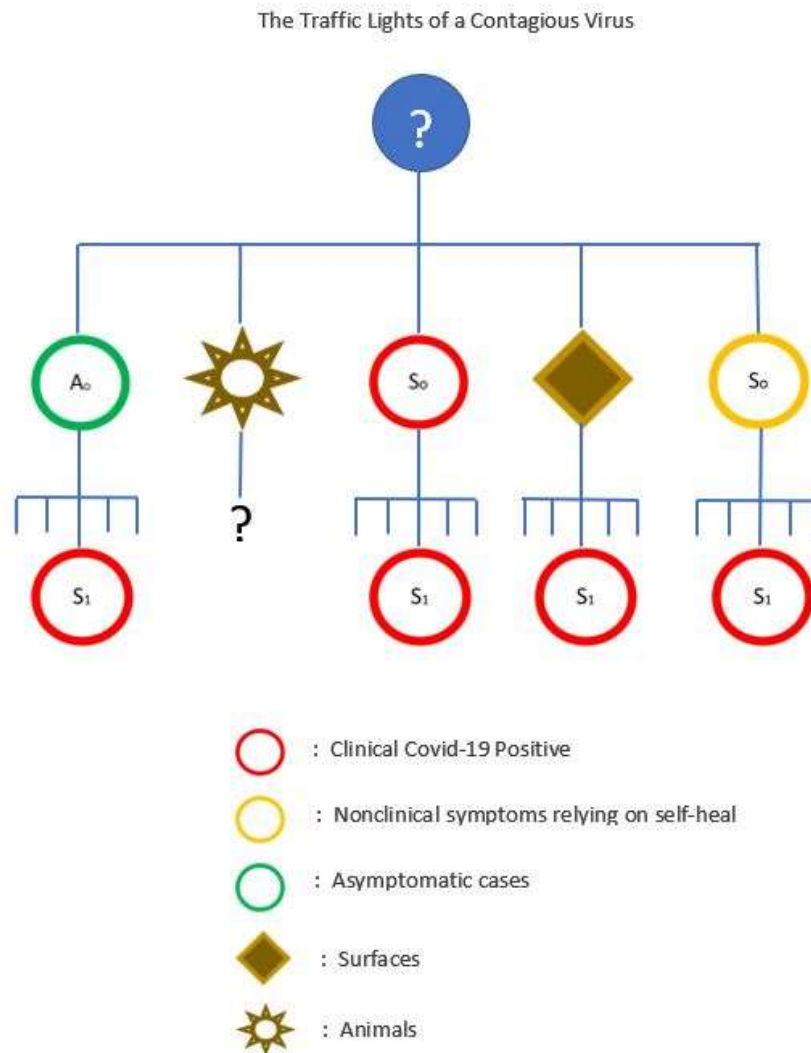 The Traffic Lights of a Contagious Virus
?
A₀ S₀ S₀
?
S₁ S₁ S₁ S₁
: Clinical Covid-19 Positive
: Nonclinical symptoms relying on self-heal
: Asymptomatic cases
: Surfaces
: Animals